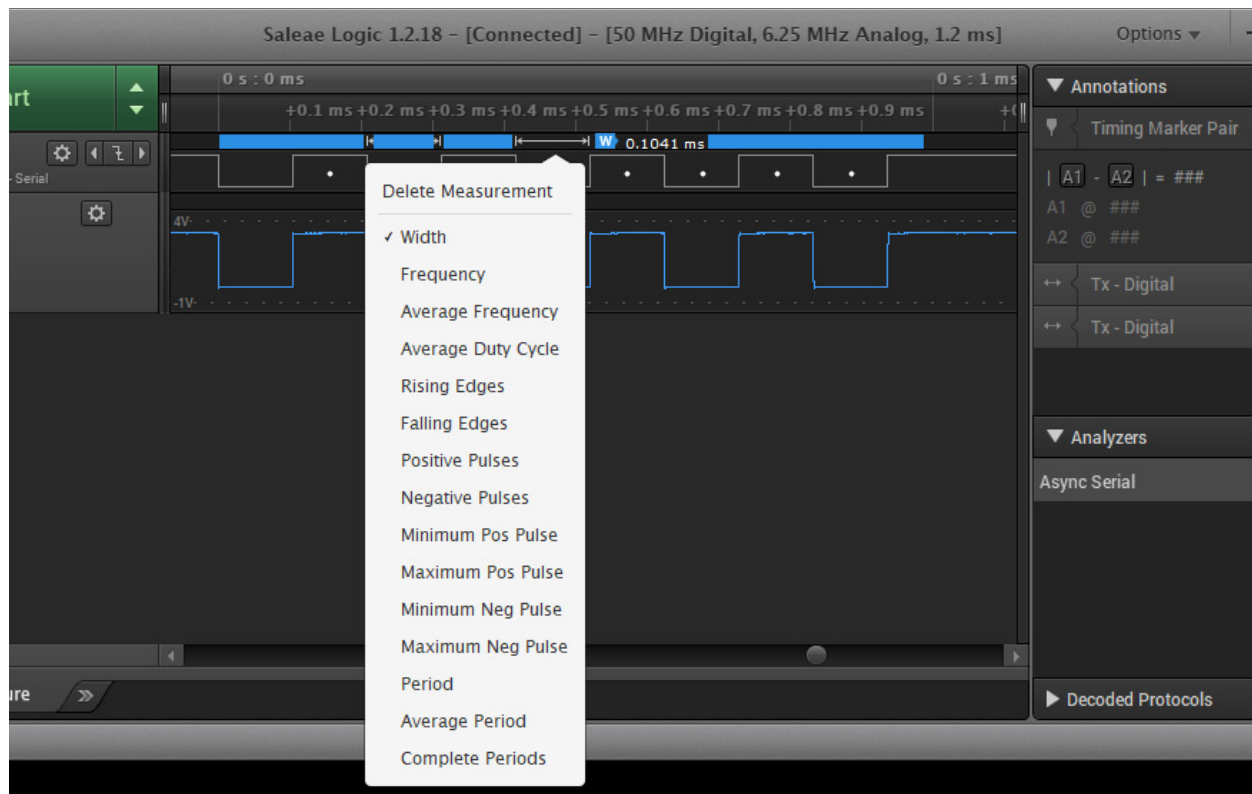 Saleae Logic 1.2.18 - [Connected] - [50 MHz Digital, 6.25 MHz Analog, 1.2 ms]
Options
art
0 s : 0 ms
0 s : 1 ms
+0.1 ms +0.2 ms +0.3 ms +0.4 ms +0.5 ms +0.6 ms +0.7 ms +0.8 ms +0.9 ms
W 0.1041 ms
- Serial
4V
-1V
Delete Measurement
✓ Width
Frequency
Average Frequency
Average Duty Cycle
Rising Edges
Falling Edges
Positive Pulses
Negative Pulses
Minimum Pos Pulse
Maximum Pos Pulse
Minimum Neg Pulse
Maximum Neg Pulse
Period
Average Period
Complete Periods
Annotations
Timing Marker Pair
| A1 - A2 | = ###
A1 @ ###
A2 @ ###
Tx - Digital
Tx - Digital
Analyzers
Async Serial
Decoded Protocols
ure